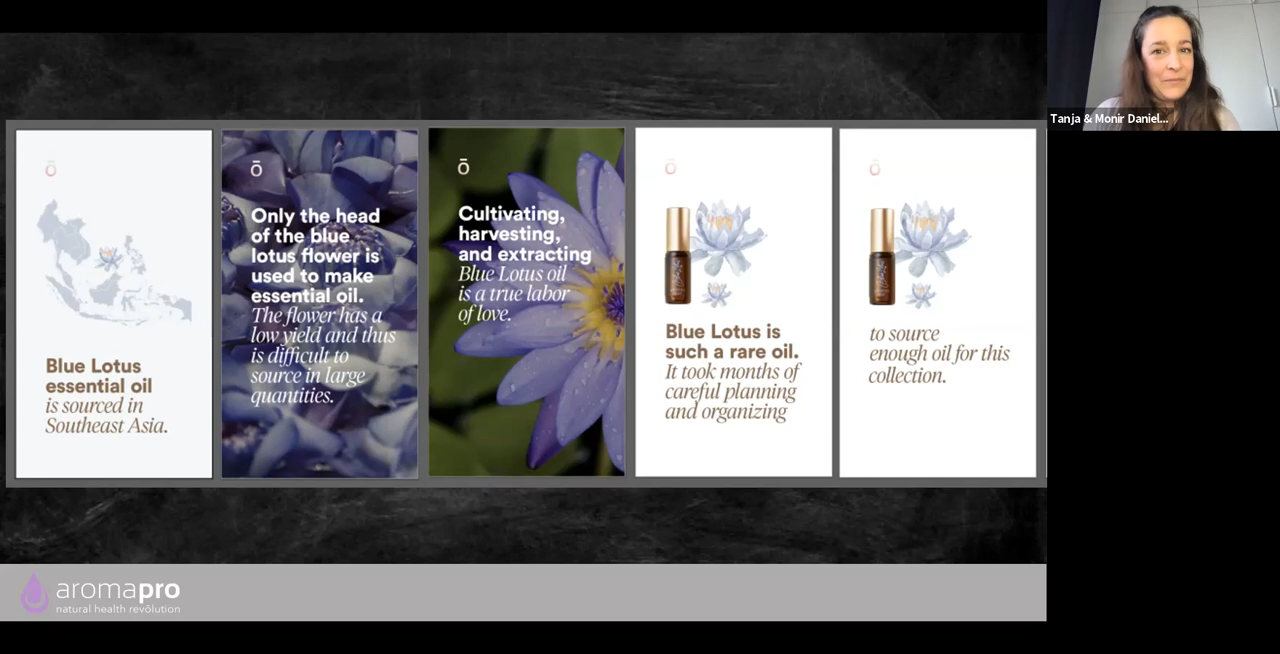 Tanja & Monir Daniel...
ō
Blue Lotus
essential oil
is sourced in
Southeast Asia.
ō
Only the head
of the blue
lotus flower is
used to make
essential oil.
The flower has a
low yield and thus
is difficult to
source in large
quantities.
ō
Cultivating,
harvesting,
and extracting
Blue Lotus oil
is a true labor
of love.
ō
Blue Lotus is
such a rare oil.
It took months of
careful planning
and organizing
ō
to source
enough oil for this
collection.
aromapro
natural health revōlution